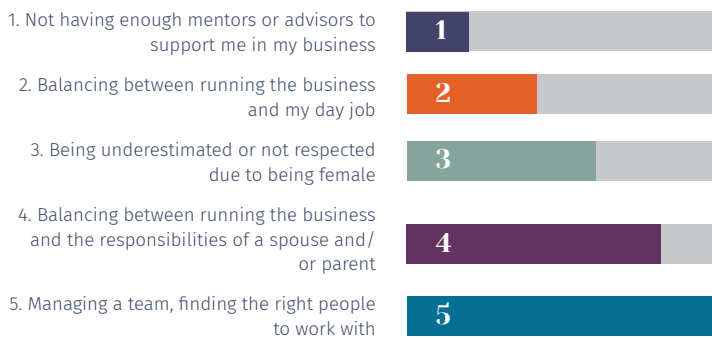 1. Not having enough mentors or advisors to
support me in my business
1
2. Balancing between running the business
and my day job
2
3. Being underestimated or not respected
due to being female
3
4. Balancing between running the business
and the responsibilities of a spouse and/
or parent
4
5. Managing a team, finding the right people
to work with
5